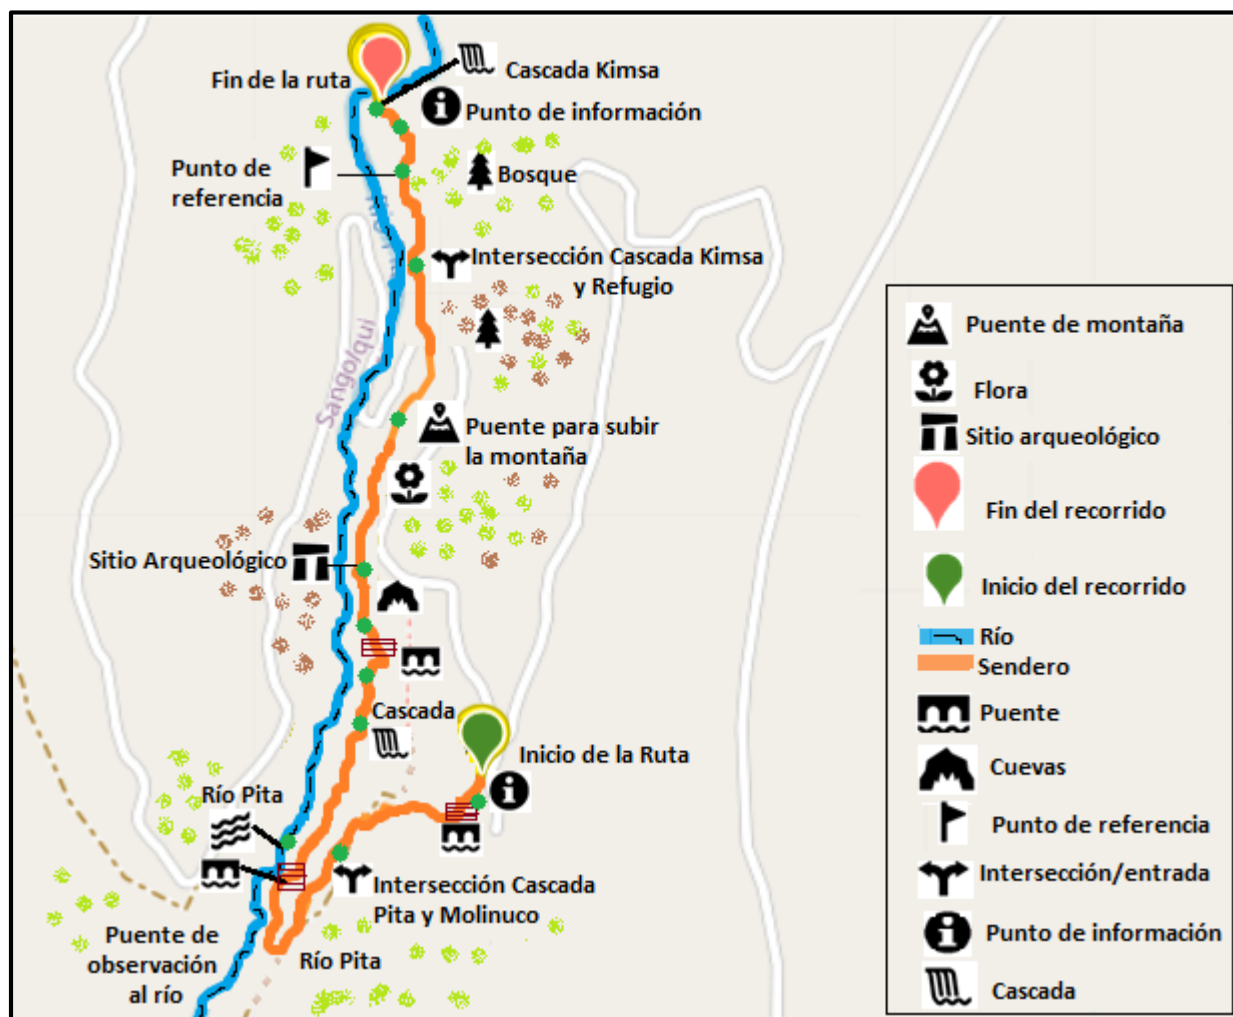 Fin de la ruta
Cascada Kimsa
Punto de información
Punto de
referencia
Bosque
Intersección Cascada Kimsa
y Refugio
Sangolquí
Puente para subir
la montaña
Sitio Arqueológico
Cascada
Inicio de la Ruta
Río Pita
Intersección Cascada
Pita y Molinuco
Puente de
observación
al río
Río Pita
Puente de montaña
Flora
Sitio arqueológico
Fin del recorrido
Inicio del recorrido
Río
Sendero
Puente
Cuevas
Punto de referencia
Intersección/entrada
Punto de información
Cascada